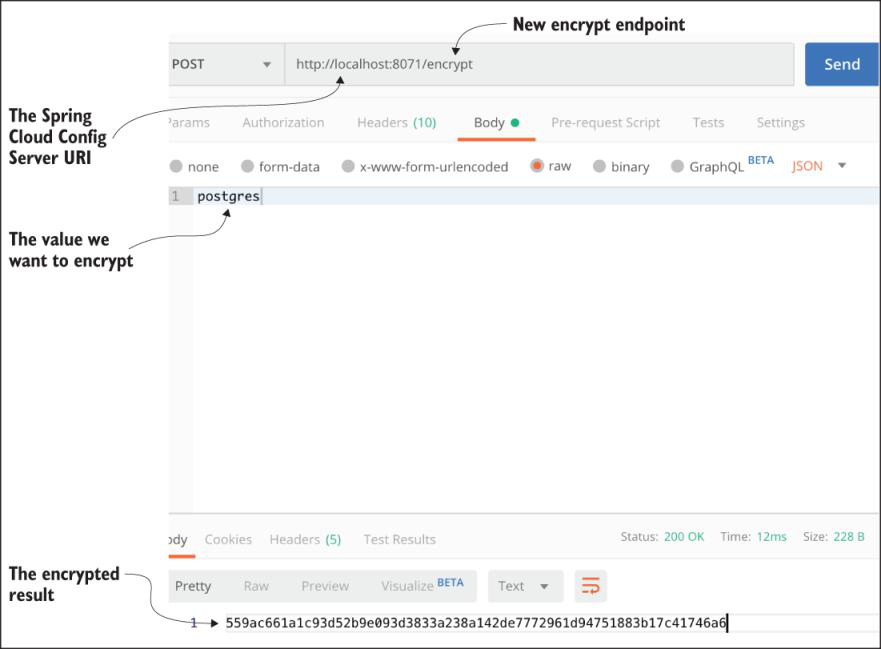 New encrypt endpoint
POST
http://localhost:8071/encrypt
Send
The Spring
Cloud Config
Server URI
Params Authorization Headers (10) Body Pre-request Script Tests Settings
none form-data x-www-form-urlencoded raw binary GraphQL BETA JSON
1 postgres
The value we
want to encrypt
ody Cookies Headers (5) Test Results Status: 200 OK Time: 12ms Size: 228 B
The encrypted
result
Pretty Raw Preview Visualize BETA Text
1 559ac661a1c93d52b9e093d3833a238a142de7772961d94751883b17c41746a6